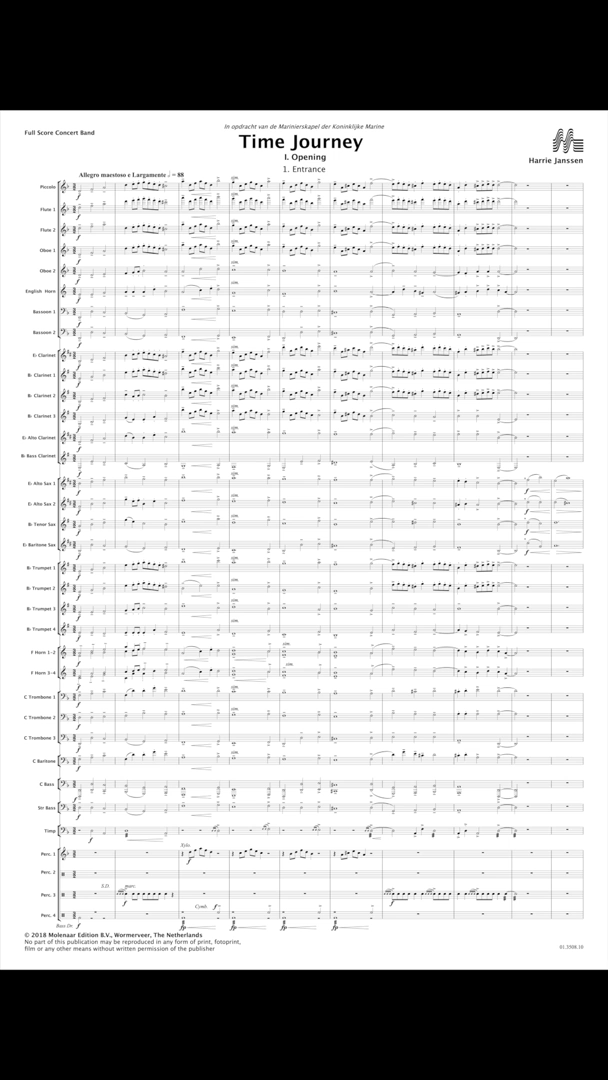 In opdracht van de Marinierskapel der Koninklijke Marine
Full Score Concert Band
Time Journey
I. Opening
1. Entrance
Harrie Janssen
Allegro maestoso e Largamente ♩ = 88
Piccolo
Flute 1
Flute 2
Oboe 1
Oboe 2
English Horn
Bassoon 1
Bassoon 2
E♭ Clarinet
B♭ Clarinet 1
B♭ Clarinet 2
B♭ Clarinet 3
E♭ Alto Clarinet
B♭ Bass Clarinet
E♭ Alto Sax 1
E♭ Alto Sax 2
B♭ Tenor Sax
E♭ Baritone Sax
B♭ Trumpet 1
B♭ Trumpet 2
B♭ Trumpet 3
B♭ Trumpet 4
F Horn 1-2
F Horn 3-4
C Trombone 1
C Trombone 2
C Trombone 3
C Baritone
C Bass
Str Bass
Timp
Xylo.
Perc. 1
Perc. 2
S.D. marc.
Perc. 3
Cymb.
Perc. 4
Bass Dr.
© 2018 Molenaar Edition B.V., Wormerveer, The Netherlands
No part of this publication may be reproduced in any form of print, fotoprint,
film or any other means without written permission of the publisher
01.3508.10